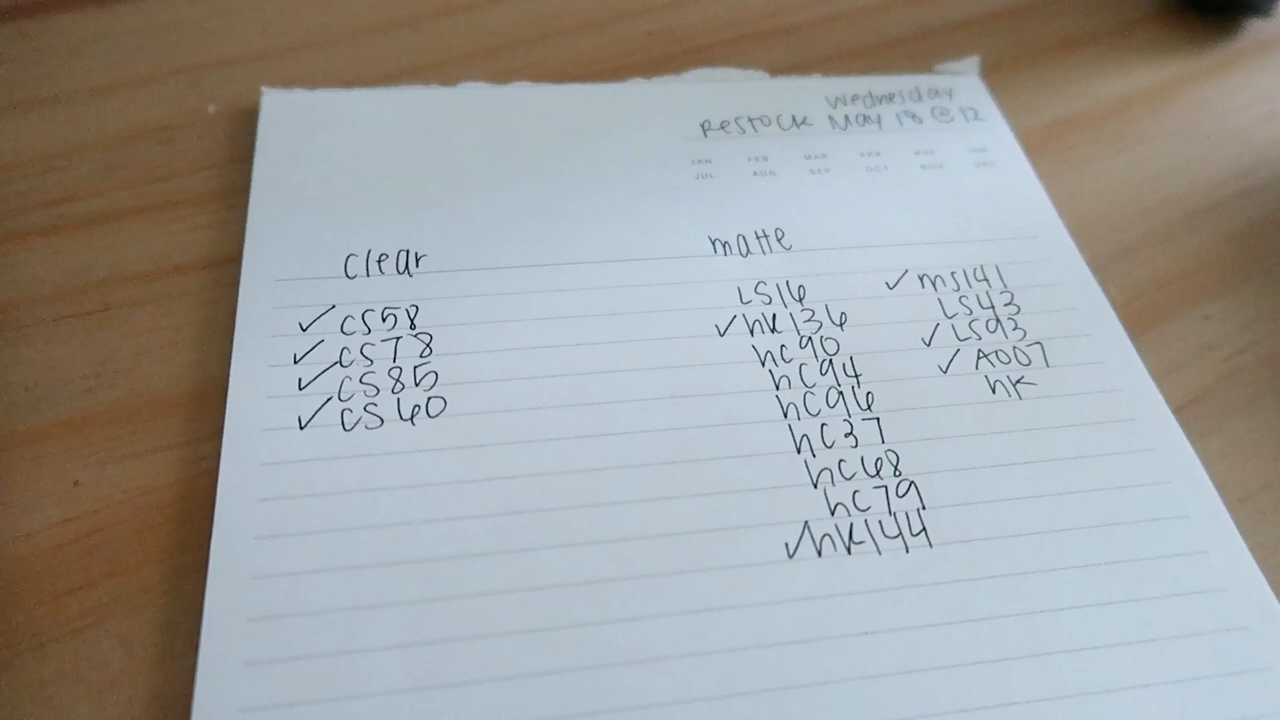 Wednesday
RESTOCK May 18 @ 12
JAN FEB MAR APR MAY JUN
JUL AUG SEP OCT NOV DEC
clear
✓ CS58
✓ CS78
✓ CS85
✓ CS60
matte
LS16
✓ hk136
hc90
hc94
hc96
hc37
hc68
hc79
✓ hk144
✓ ms141
LS43
✓ LS93
✓ A007
hk